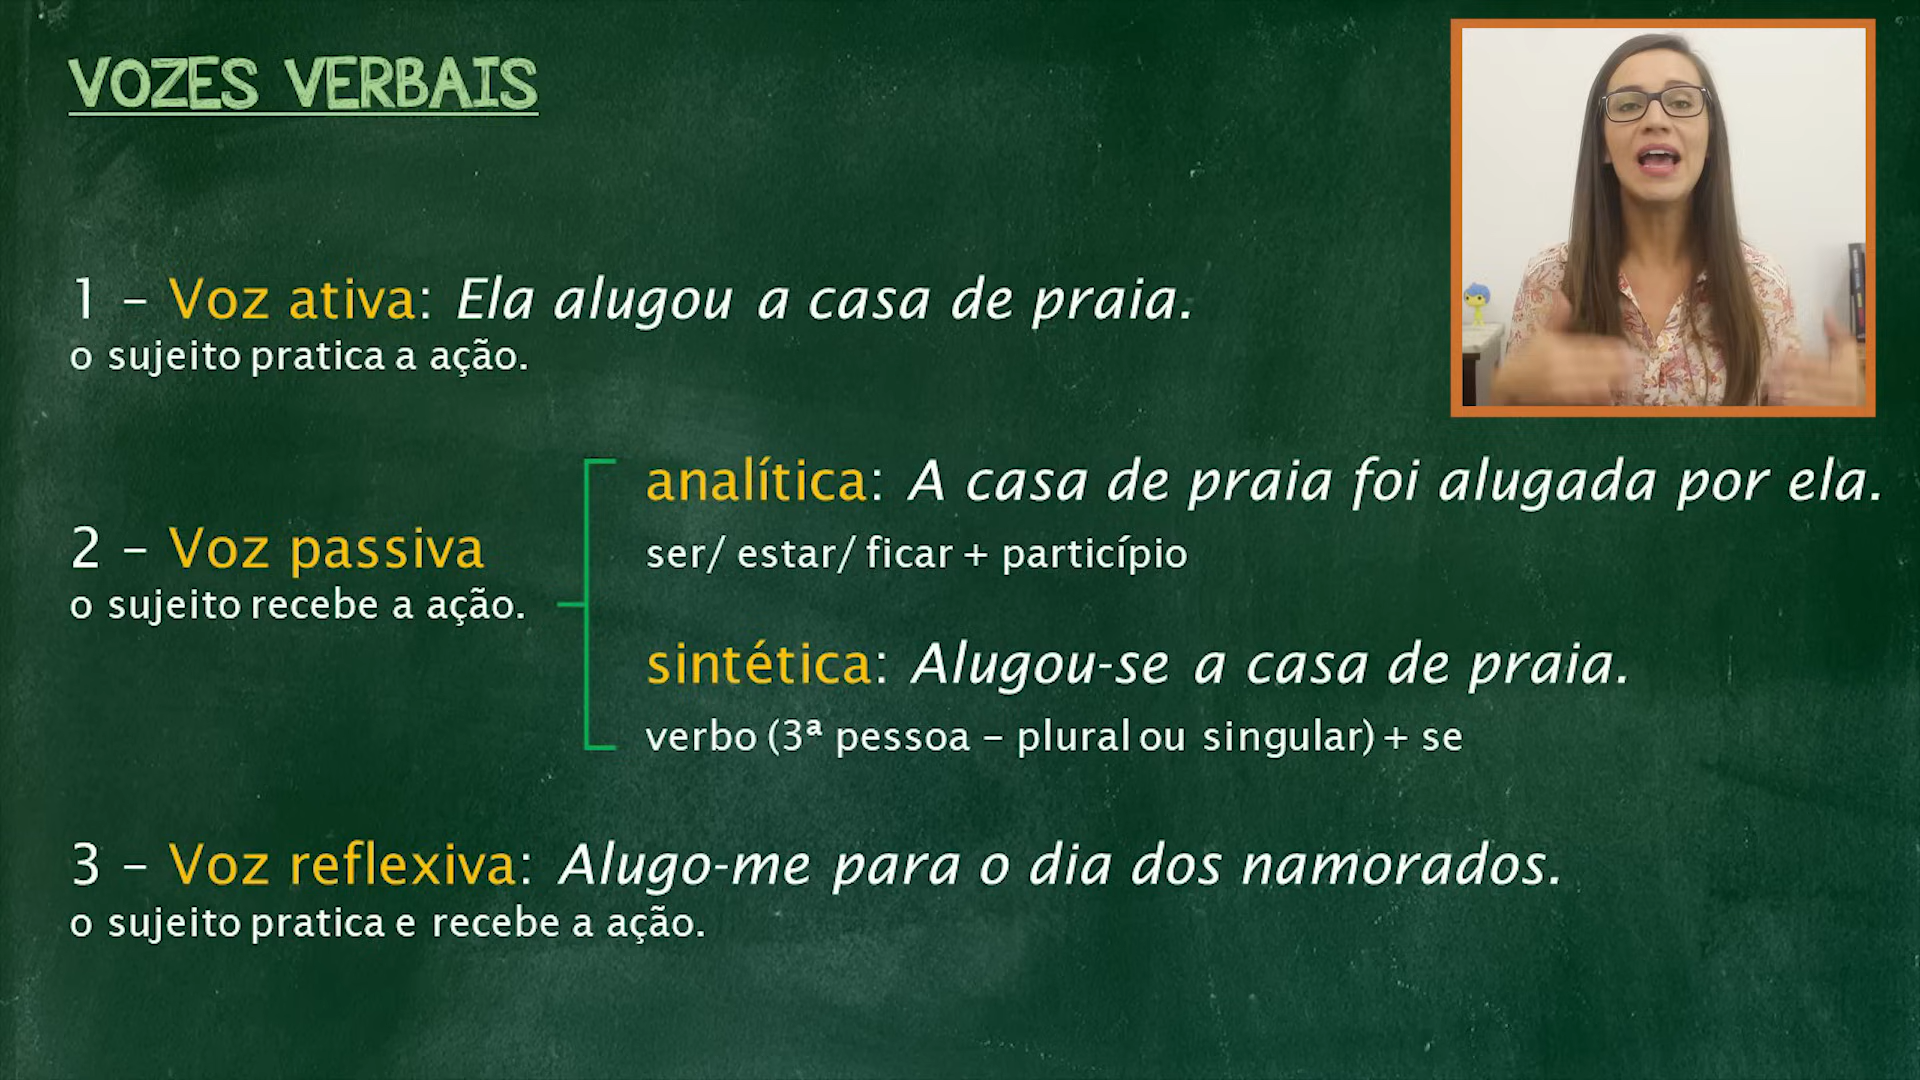 VOZES VERBAIS
1 – Voz ativa: Ela alugou a casa de praia.
o sujeito pratica a ação.
2 – Voz passiva
o sujeito recebe a ação.
analítica: A casa de praia foi alugada por ela.
ser/ estar/ ficar + particípio
sintética: Alugou-se a casa de praia.
verbo (3ª pessoa – plural ou singular) + se
3 – Voz reflexiva: Alugo-me para o dia dos namorados.
o sujeito pratica e recebe a ação.